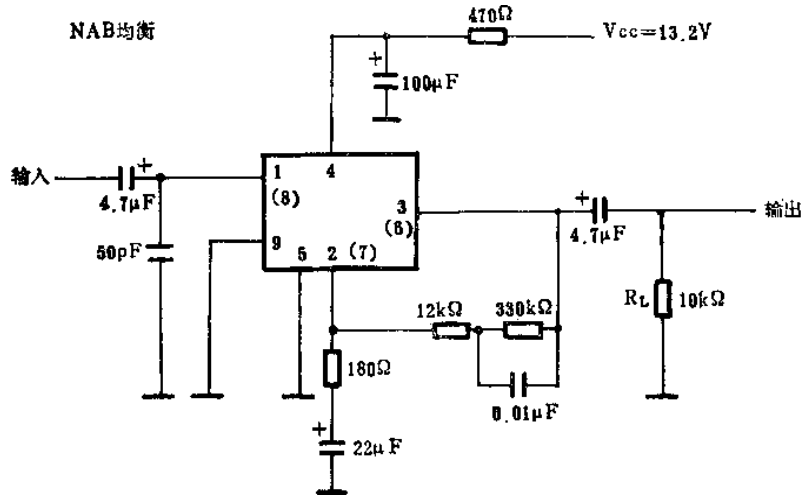 NAB均衡
470Ω
Vcc=13.2V
+
100μF
输入
+
4.7μF
1
4
(8)
3
(6)
+
4.7μF
输出
50pF
9
5
2
(7)
12kΩ
330kΩ
RL
10kΩ
180Ω
0.01μF
+
22μF